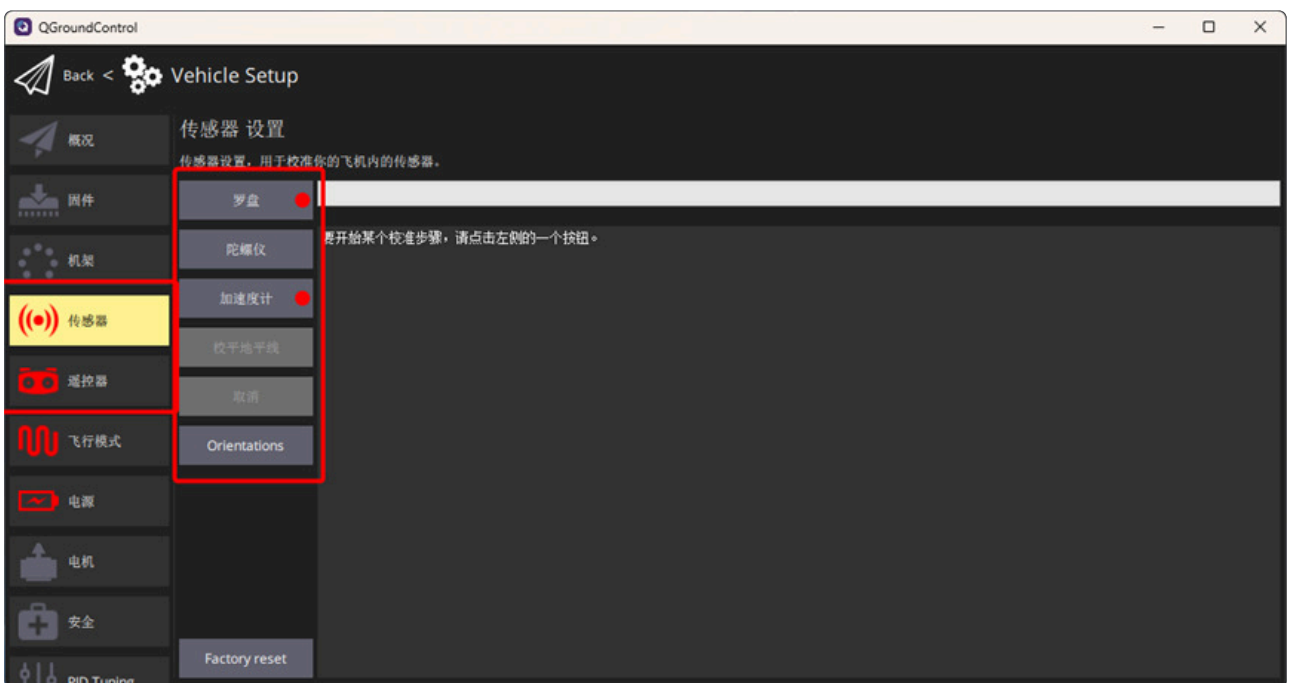 QGroundControl
Back < Vehicle Setup
概况
固件
机架
传感器
遥控器
飞行模式
电源
电机
安全
PID Tuning
传感器 设置
传感器设置，用于校准你的飞机内的传感器。
罗盘
陀螺仪
加速度计
校平地平线
取消
Orientations
Factory reset
要开始某个校准步骤，请点击左侧的一个按钮。